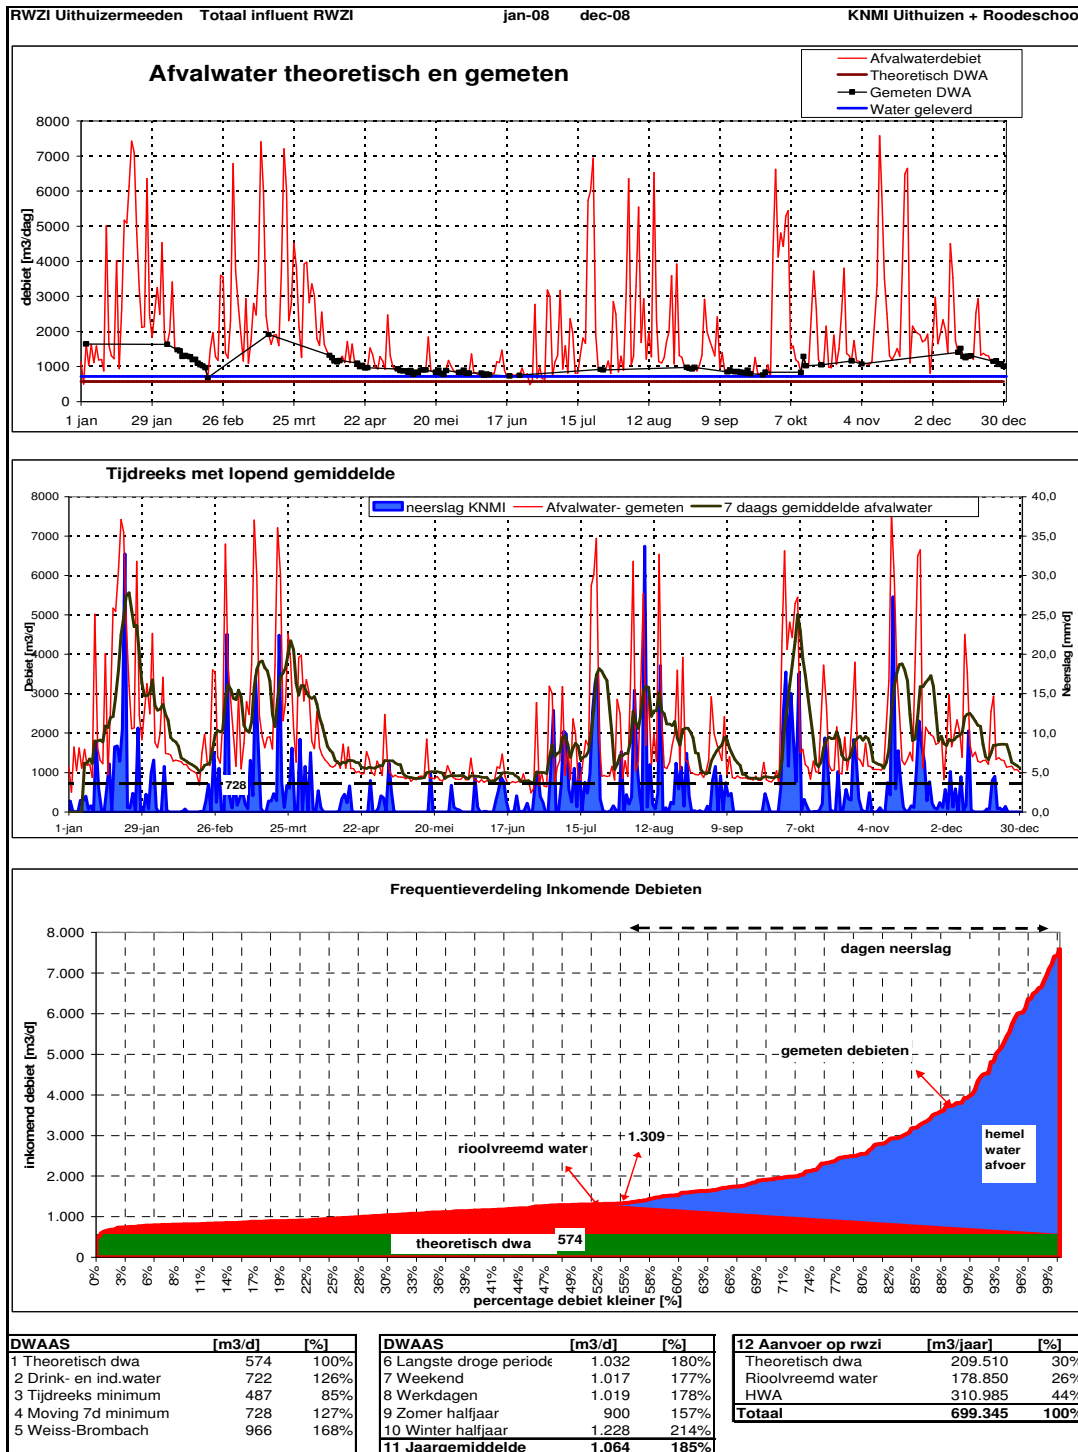 RWZI Uithuizermeeden Totaal influent RWZI jan-08 dec-08 KNMI Uithuizen + Roodeschoo
Afvalwater theoretisch en gemeten
Afvalwaterdebiet
Theoretisch DWA
Gemeten DWA
Water geleverd
debiet [m3/dag]
8000
7000
6000
5000
4000
3000
2000
1000
0
1 jan 29 jan 26 feb 25 mrt 22 apr 20 mei 17 jun 15 jul 12 aug 9 sep 7 okt 4 nov 2 dec 30 dec
Tijdreeks met lopend gemiddelde
neerslag KNMI Afvalwater- gemeten 7 daags gemiddelde afvalwater
Debiet [m3/d]
8000
7000
6000
5000
4000
3000
2000
1000
0
728
40,0
35,0
30,0
25,0
20,0
15,0
10,0
5,0
0,0
Neerslag [mm/d]
1-jan 29-jan 26-feb 25-mrt 22-apr 20-mei 17-jun 15-jul 12-aug 9-sep 7-okt 4-nov 2-dec 30-dec
Frequentieverdeling Inkomende Debieten
inkomend debiet [m3/d]
8.000
7.000
6.000
5.000
4.000
3.000
2.000
1.000
0
dagen neerslag
gemeten debieten
1.309
rioolvreemd water
hemel
water
afvoer
theoretisch dwa 574
0% 3% 6% 8% 11% 14% 17% 19% 22% 25% 28% 30% 33% 36% 39% 41% 44% 47% 49% 52% 55% 58% 60% 63% 66% 69% 71% 74% 77% 80% 82% 85% 88% 90% 93% 96% 99%
percentage debiet kleiner [%]
DWAAS [m3/d] [%]
1 Theoretisch dwa 574 100%
2 Drink- en ind.water 722 126%
3 Tijdreeks minimum 487 85%
4 Moving 7d minimum 728 127%
5 Weiss-Brombach 966 168%
DWAAS [m3/d] [%]
6 Langste droge periode 1.032 180%
7 Weekend 1.017 177%
8 Werkdagen 1.019 178%
9 Zomer halfjaar 900 157%
10 Winter halfjaar 1.228 214%
11 Jaargemiddelde 1.064 185%
12 Aanvoer op rwzi [m3/jaar] [%]
Theoretisch dwa 209.510 30%
Rioolvreemd water 178.850 26%
HWA 310.985 44%
Totaal 699.345 100%